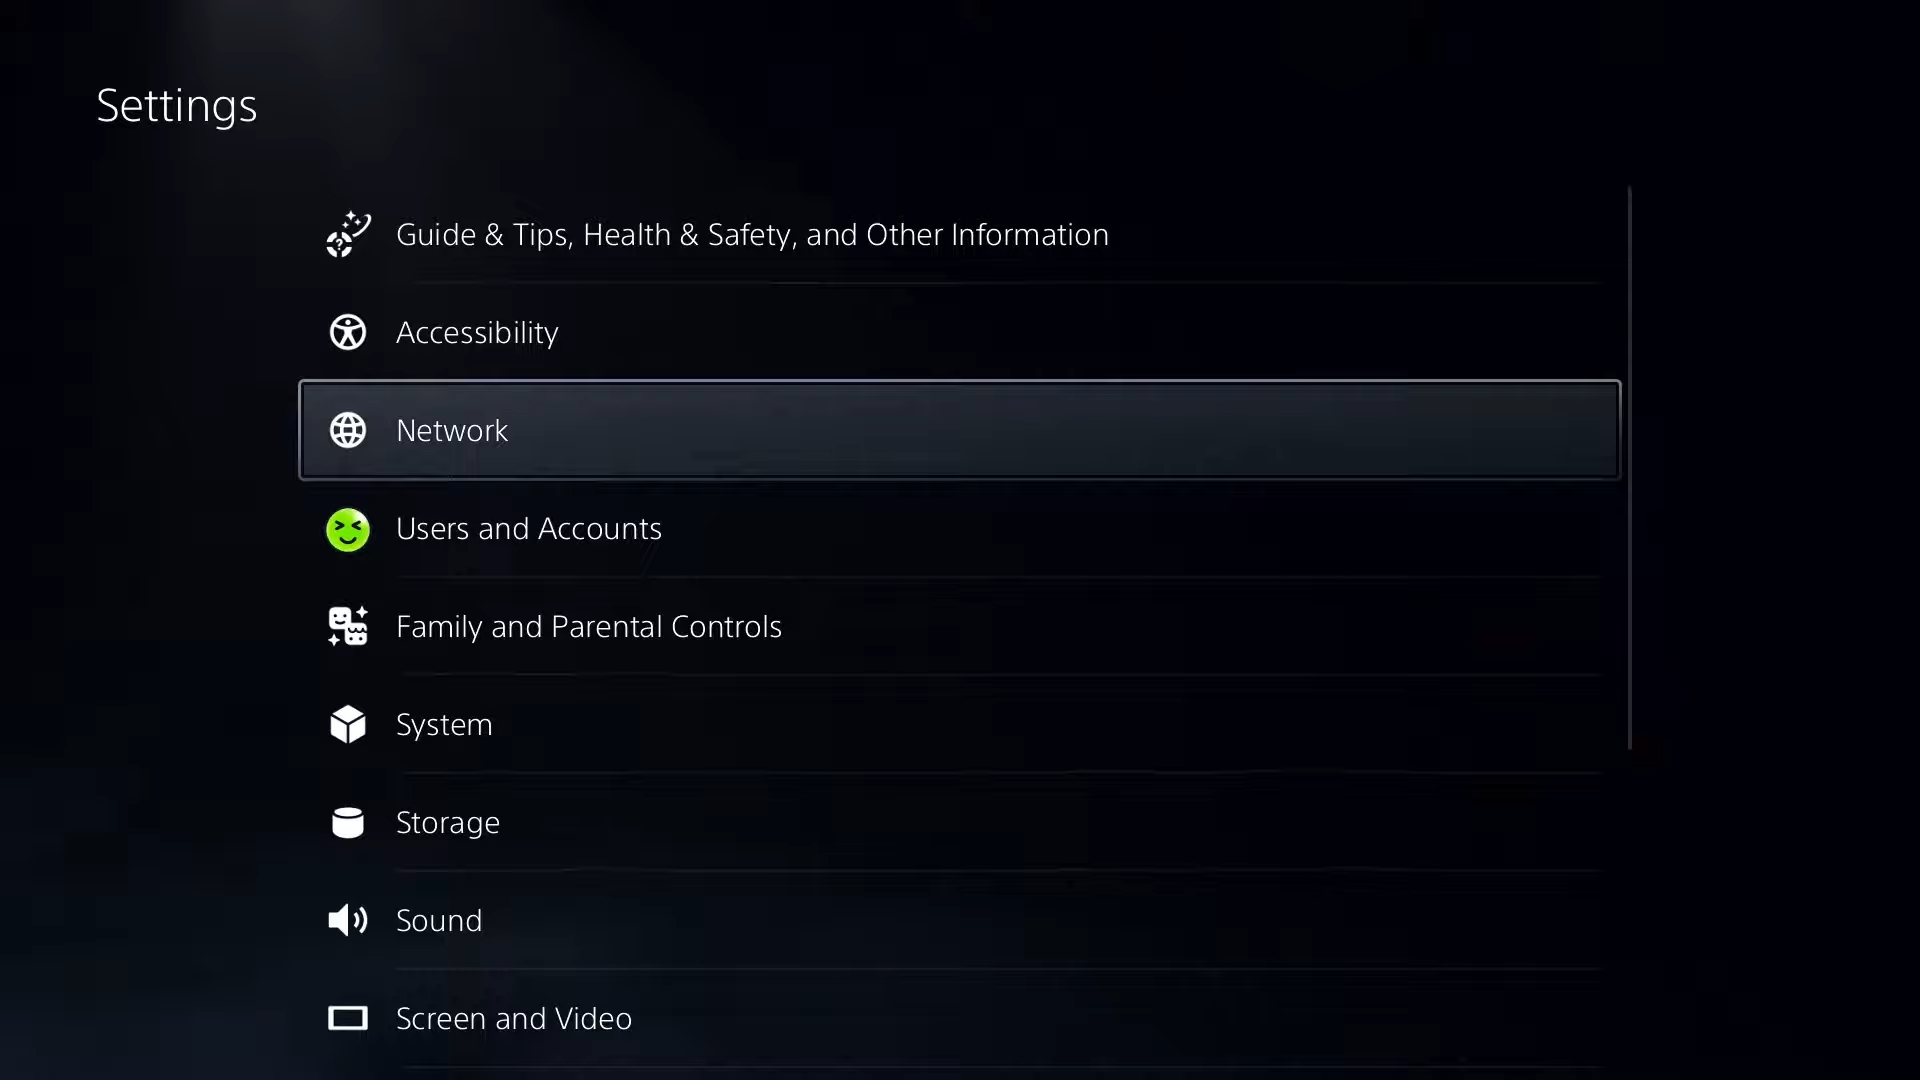 Settings
Guide & Tips, Health & Safety, and Other Information
Accessibility
Network
Users and Accounts
Family and Parental Controls
System
Storage
Sound
Screen and Video